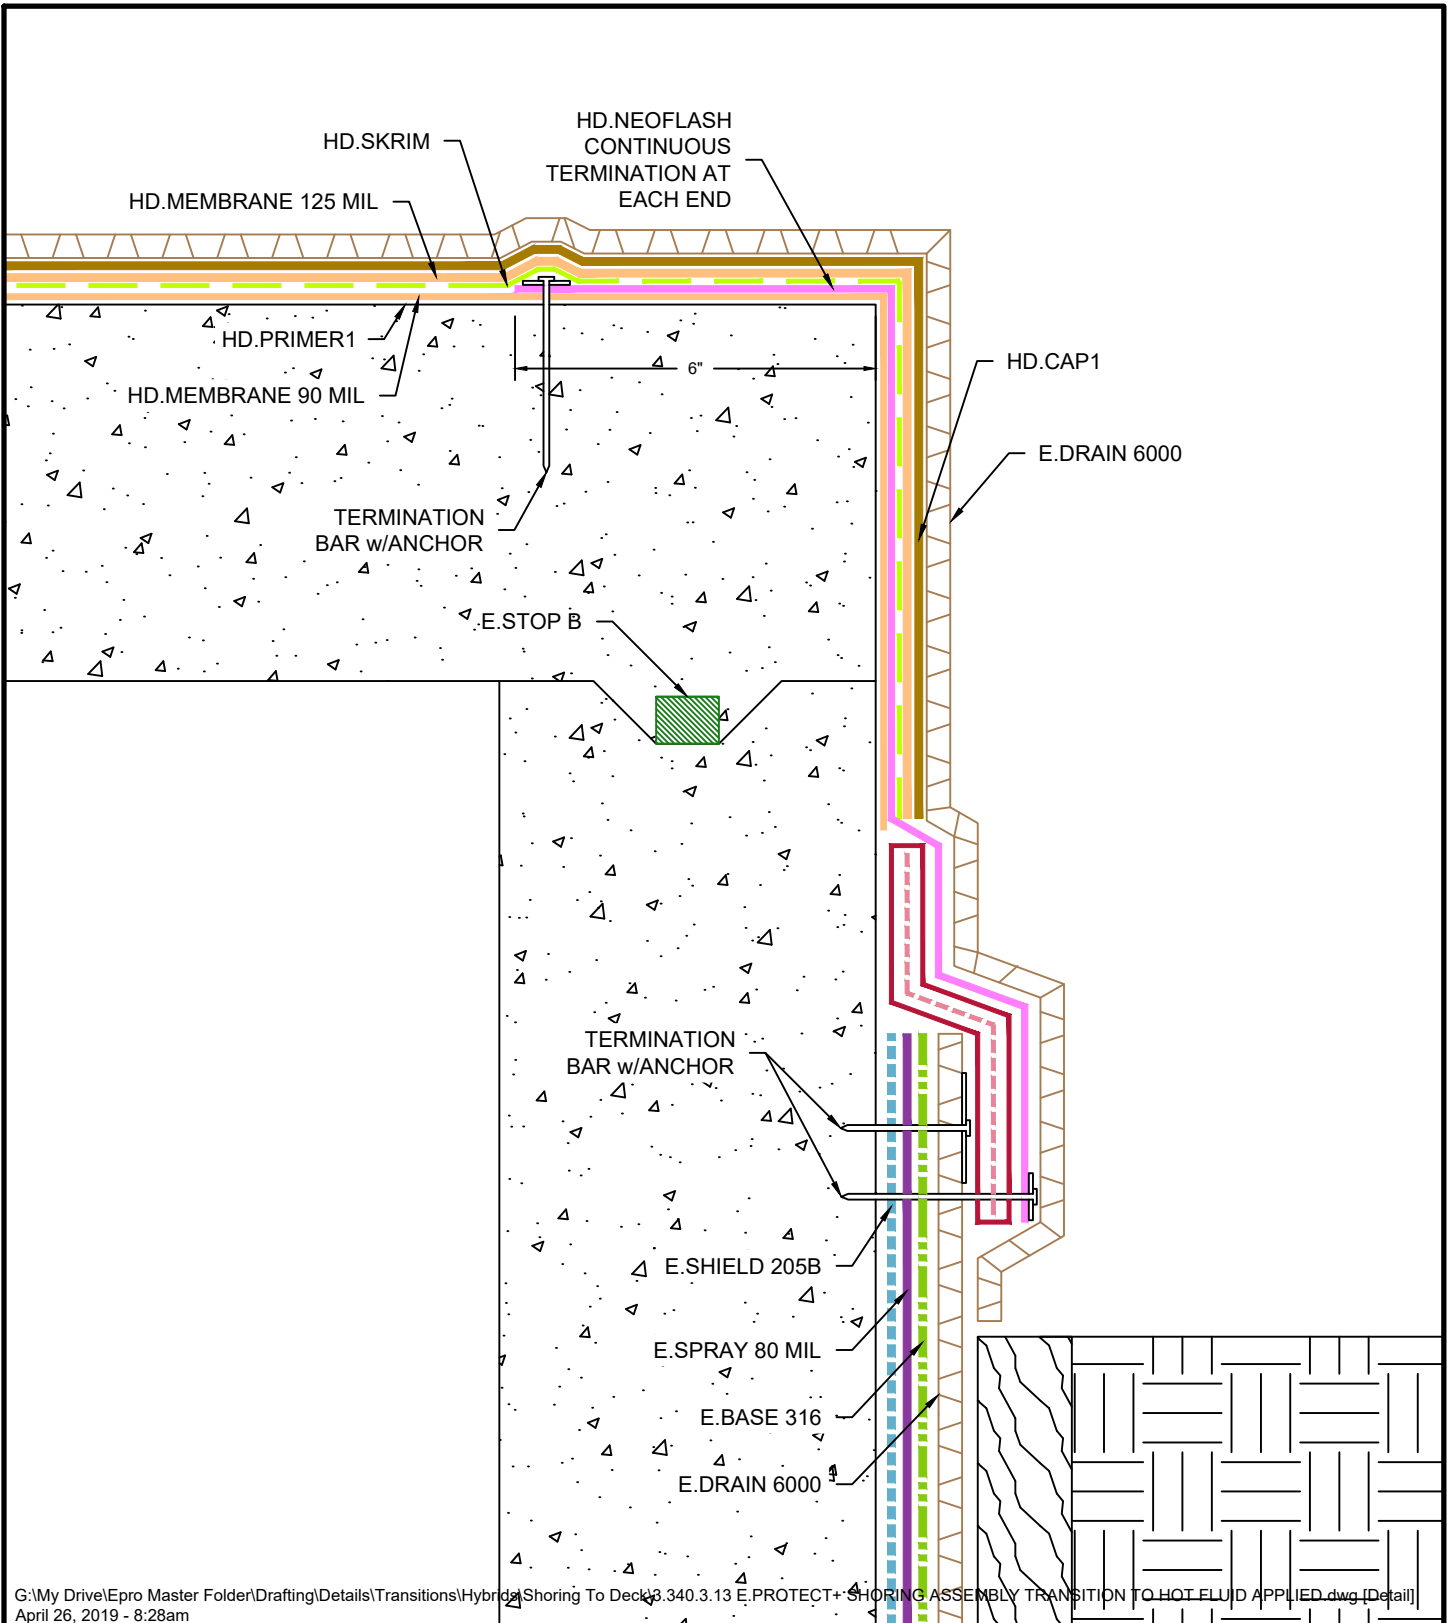 HD.NEOFLASH
CONTINUOUS
TERMINATION AT
EACH END
HD.SKRIM
HD.MEMBRANE 125 MIL
HD.PRIMER1
HD.MEMBRANE 90 MIL
6"
HD.CAP1
E.DRAIN 6000
TERMINATION
BAR w/ANCHOR
E.STOP B
TERMINATION
BAR w/ANCHOR
E.SHIELD 205B
E.SPRAY 80 MIL
E.BASE 316
E.DRAIN 6000
G:\My Drive\Epro Master Folder\Drafting\Details\Transitions\Hybrids\Shoring To Deck\3.340.3.13 E.PROTECT+ SHORING ASSEMBLY TRANSITION TO HOT FLUID APPLIED.dwg [Detail]
April 26, 2019 - 8:28am